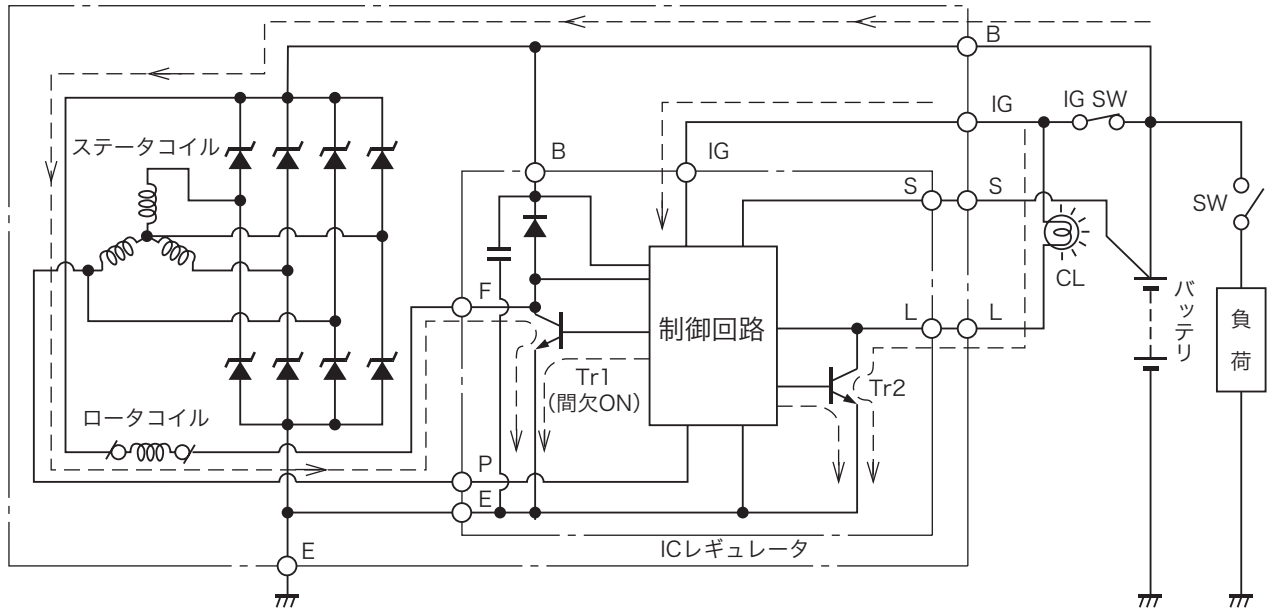 B
IG
IG SW
ステータコイル
B
IG
S
S
SW
CL
F
制御回路
L
L
バッテリ
負荷
Tr1
(間欠ON)
Tr2
ロータコイル
P
E
ICレギュレータ
E